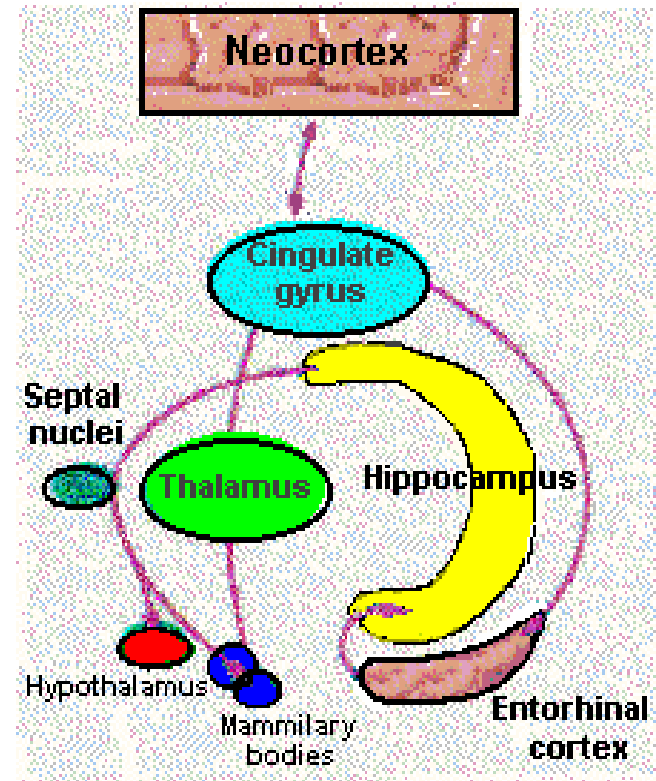 Neocortex
Cingulate
gyrus
Septal
nuclei
Thalamus
Hippocampus
Hypothalamus
Mammilary
bodies
Entorhinal
cortex